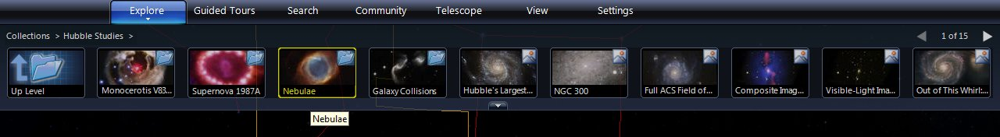 Explore Guided Tours Search Community Telescope View Settings
Collections > Hubble Studies > 1 of 15
Up Level Monocerotis V83... Supernova 1987A Nebulae Galaxy Collisions Hubble's Largest... NGC 300 Full ACS Field of... Composite Imag... Visible-Light Ima... Out of This Whirl:...
Nebulae